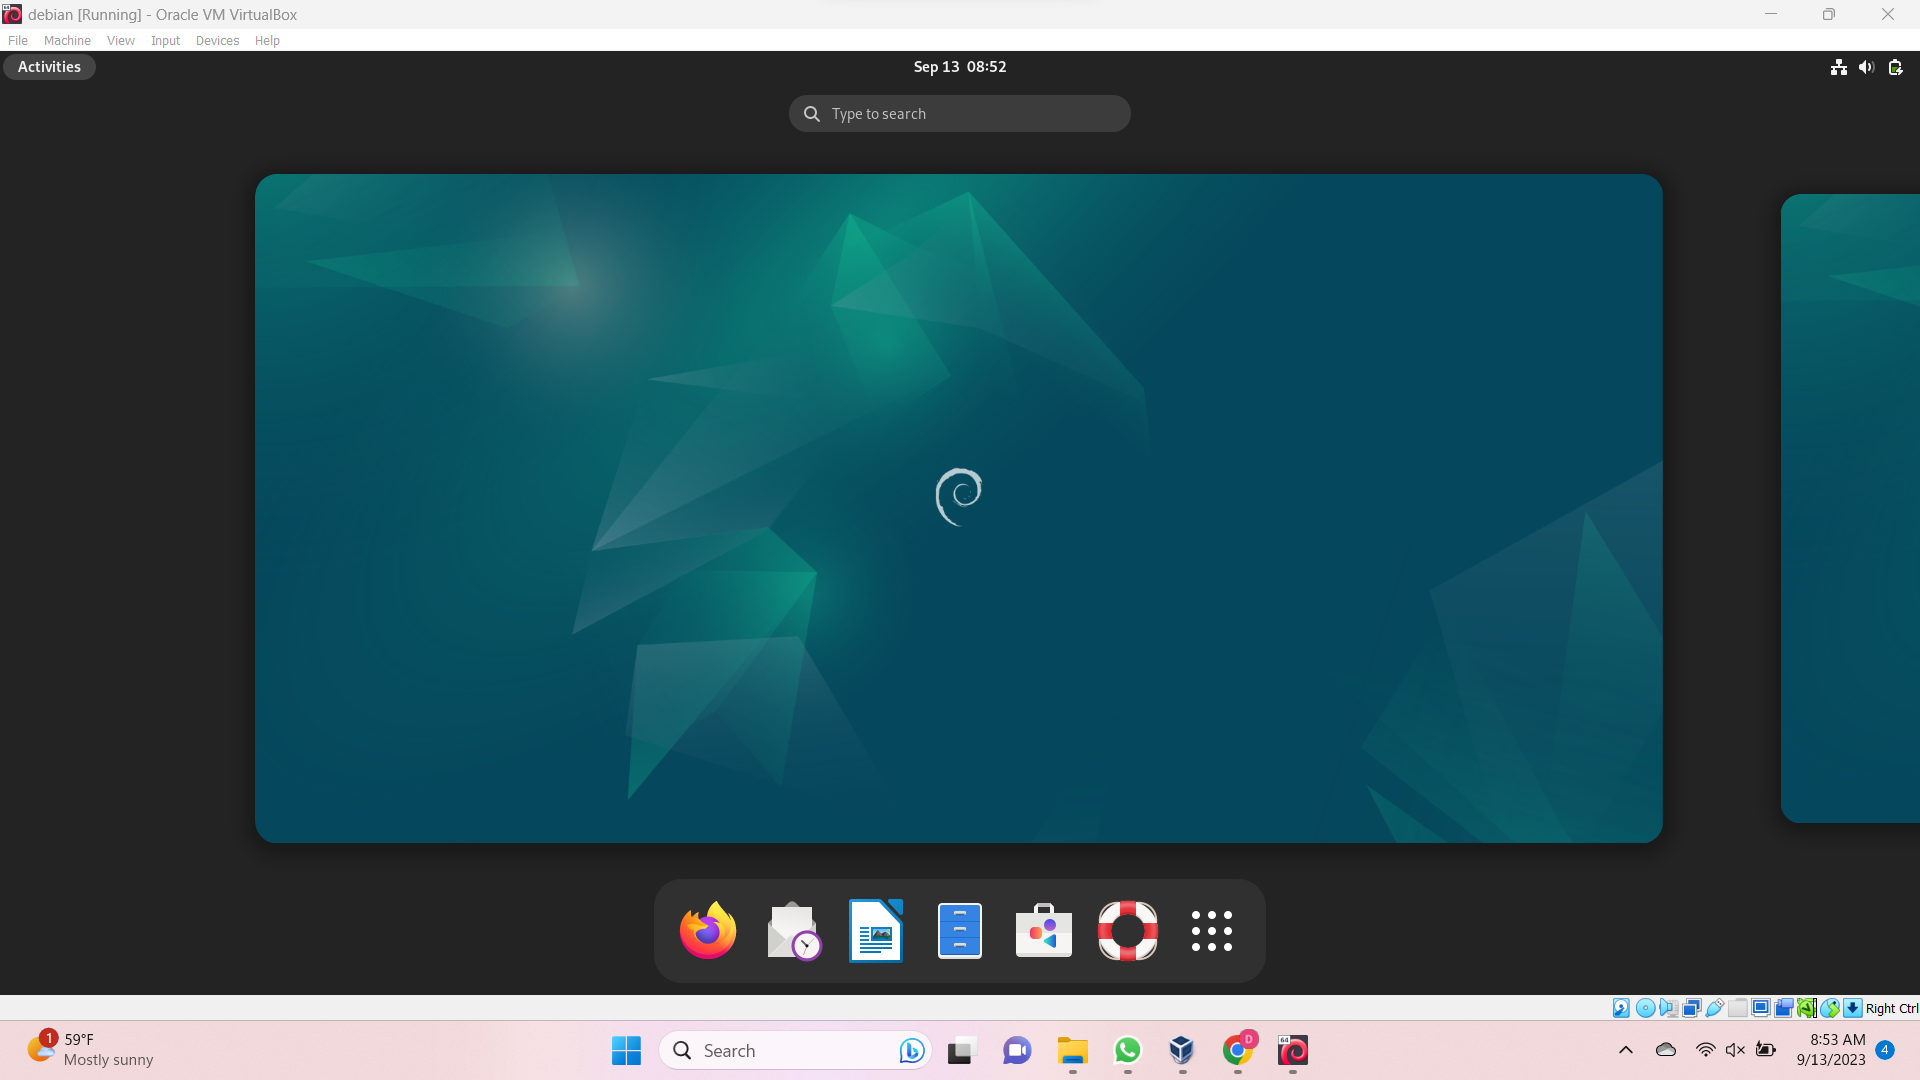 debian [Running] - Oracle VM VirtualBox
File Machine View Input Devices Help
Activities
Sep 13 08:52
Type to search
Right Ctrl
1
59°F
Mostly sunny
Search
D
64
8:53 AM
9/13/2023
4